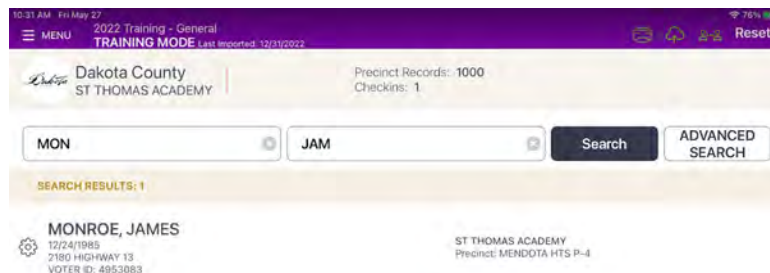 10:31 AM Fri May 27
76%
MENU
2022 Training - General
TRAINING MODE Last Imported: 12/31/2022
Reset
Dakota
Dakota County
ST THOMAS ACADEMY
Precinct Records: 1000
Checkins: 1
MON
JAM
Search
ADVANCED
SEARCH
SEARCH RESULTS: 1
MONROE, JAMES
12/24/1985
2180 HIGHWAY 13
VOTER ID: 4953083
ST THOMAS ACADEMY
Precinct: MENDOTA HTS P-4